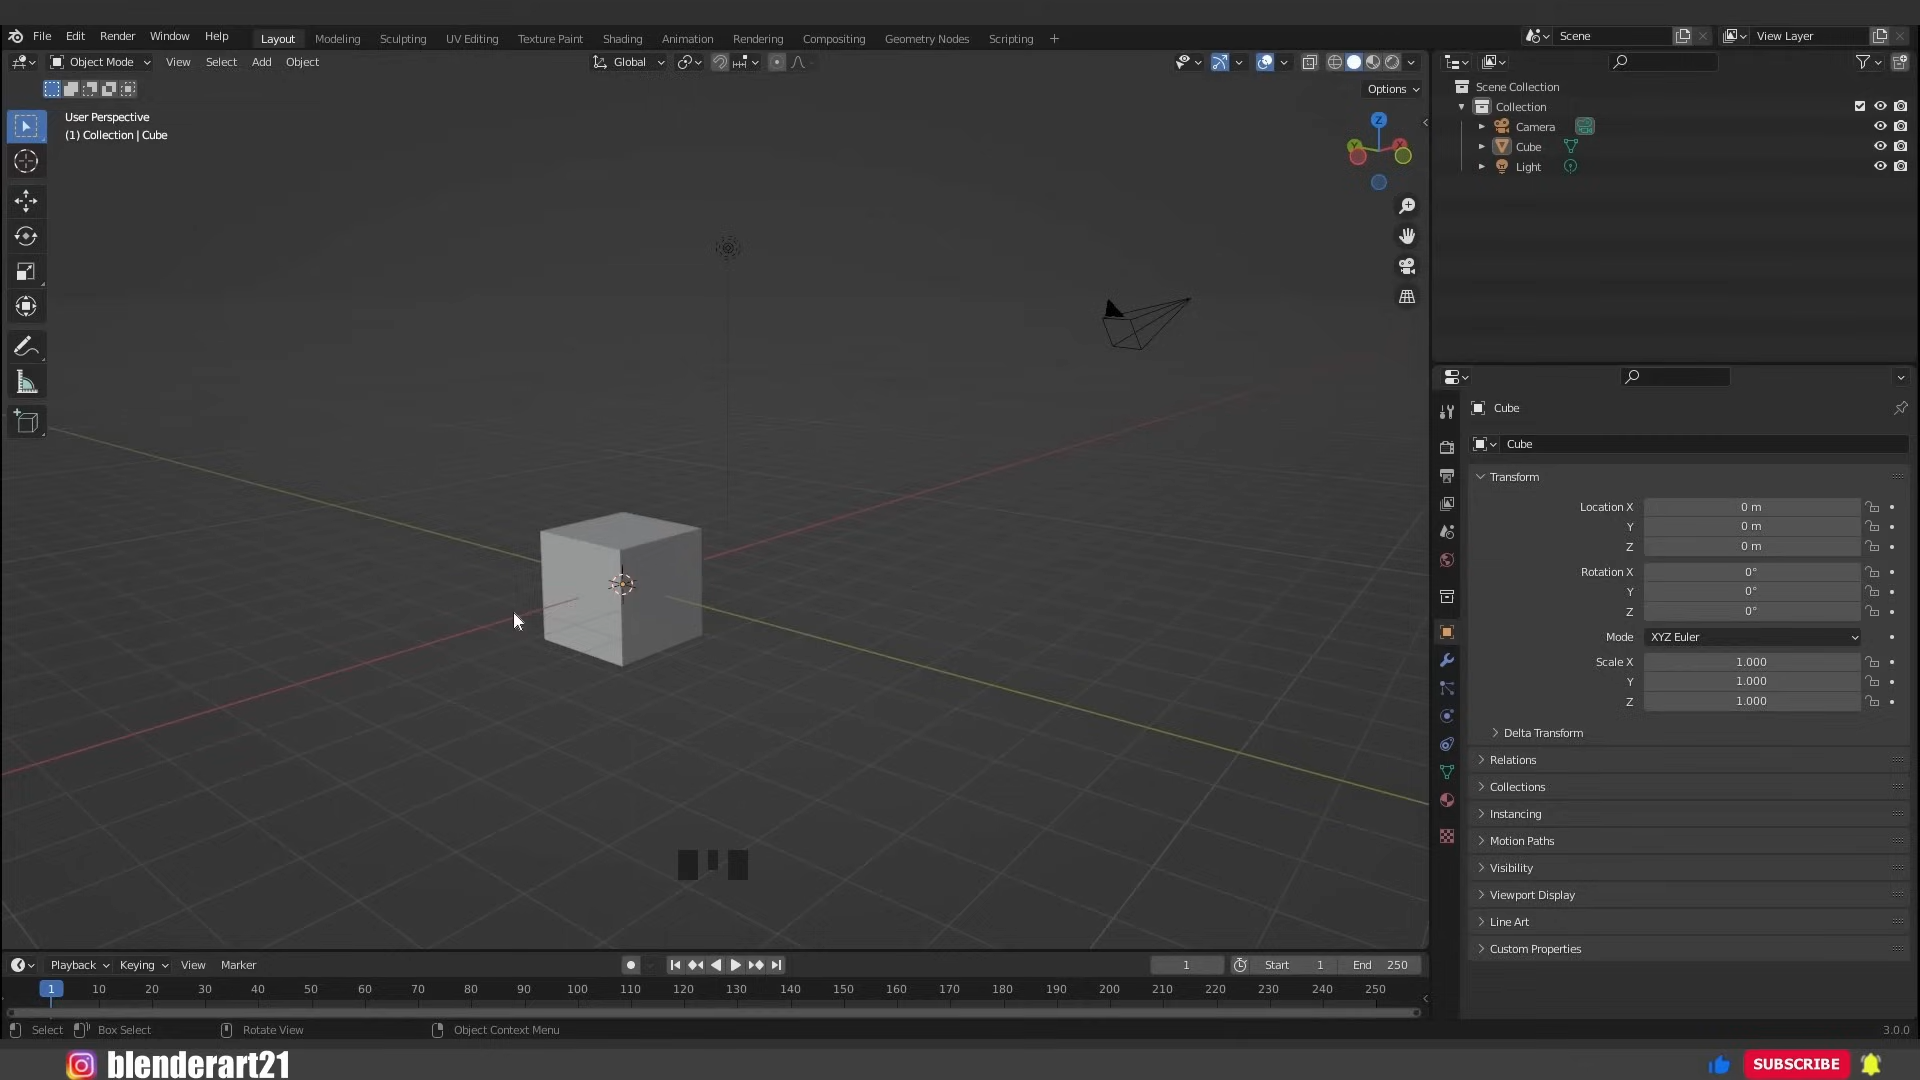 File Edit Render Window Help Layout Modeling Sculpting UV Editing Texture Paint Shading Animation Rendering Compositing Geometry Nodes Scripting + Scene View Layer
Object Mode View Select Add Object Global
Options
User Perspective
(1) Collection | Cube
Z
Y X
Scene Collection
Collection
Camera
Cube
Light
Cube
Cube
Transform
Location X 0 m
Y 0 m
Z 0 m
Rotation X 0°
Y 0°
Z 0°
Mode XYZ Euler
Scale X 1.000
Y 1.000
Z 1.000
Delta Transform
Relations
Collections
Instancing
Motion Paths
Visibility
Viewport Display
Line Art
Custom Properties
Playback Keying View Marker 1 Start 1 End 250
1 10 20 30 40 50 60 70 80 90 100 110 120 130 140 150 160 170 180 190 200 210 220 230 240 250
Select Box Select Rotate View Object Context Menu 3.0.0
blenderart21 SUBSCRIBE